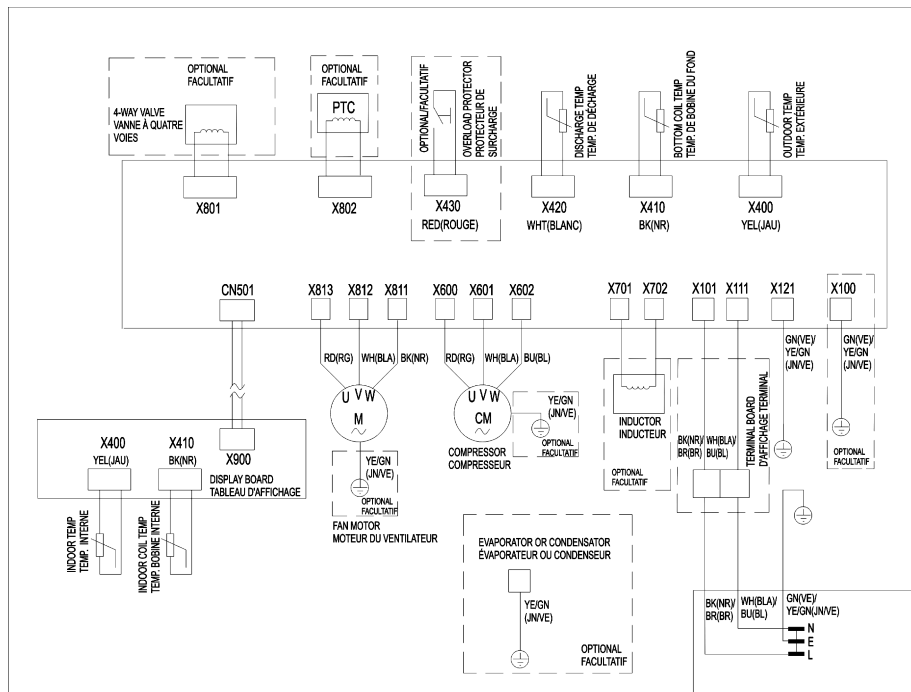 OPTIONAL
FACULTATIF
4-WAY VALVE
VANNE À QUATRE
VOIES
X801
OPTIONAL
FACULTATIF
PTC
X802
OPTIONAL/FACULTATIF
OVERLOAD PROTECTOR
PROTECTEUR DE
SURCHARGE
X430
RED(ROUGE)
DISCHARGE TEMP
TEMP. DE DÉCHARGE
X420
WHT(BLANC)
BOTTOM COIL TEMP
TEMP. DE BOBINE DU FOND
X410
BK(NR)
OUTDOOR TEMP
TEMP. EXTÉRIEURE
X400
YEL(JAU)
CN501
X813
X812
X811
X600
X601
X602
X701
X702
X101
X111
X121
X100
RD(RG)
WH(BLA)
BK(NR)
U V W
M
YE/GN
(JN/VE)
OPTIONAL
FACULTATIF
FAN MOTOR
MOTEUR DU VENTILATEUR
RD(RG)
WH(BLA)
BU(BL)
U V W
CM
COMPRESSOR
COMPRESSEUR
YE/GN
(JN/VE)
OPTIONAL
FACULTATIF
INDUCTOR
INDUCTEUR
OPTIONAL
FACULTATIF
BK(NR)/
BR(BR)
WH(BLA)/
BU(BL)
TERMINAL BOARD
D'AFFICHAGE TERMINAL
GN(VE)/
YE/GN
(JN/VE)
GN(VE)/
YE/GN
(JN/VE)
OPTIONAL
FACULTATIF
X400
YEL(JAU)
X410
BK(NR)
X900
DISPLAY BOARD
TABLEAU D'AFFICHAGE
INDOOR TEMP
TEMP. INTERNE
INDOOR COIL TEMP
TEMP. BOBINE INTERNE
EVAPORATOR OR CONDENSATOR
ÉVAPORATEUR OU CONDENSEUR
YE/GN
(JN/VE)
OPTIONAL
FACULTATIF
BK(NR)/
BR(BR)
WH(BLA)/
BU(BL)
GN(VE)/
YE/GN(JN/VE)
N
E
L